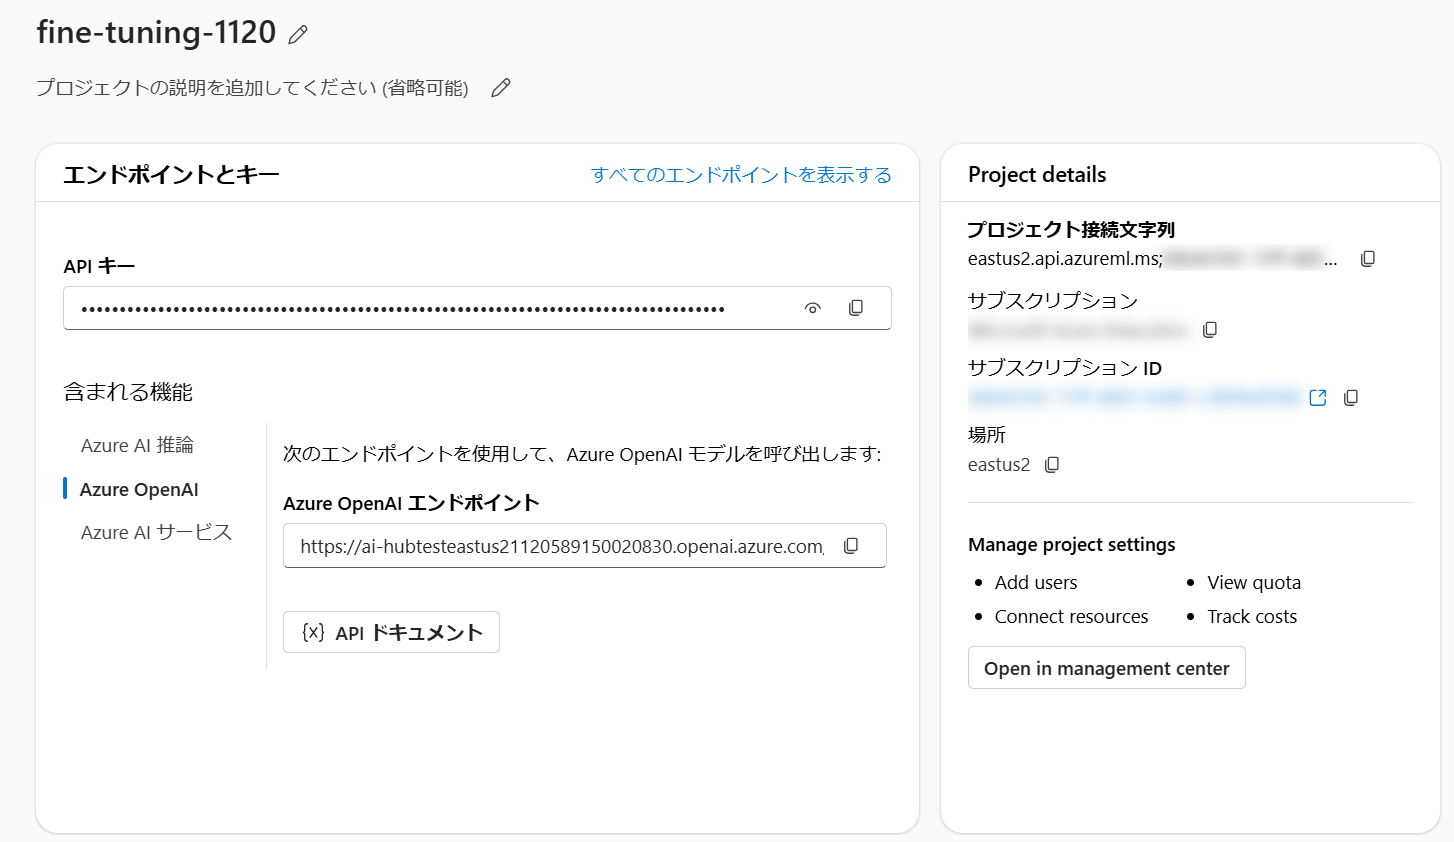 fine-tuning-1120
プロジェクトの説明を追加してください (省略可能)
エンドポイントとキー
すべてのエンドポイントを表示する
API キー
含まれる機能
Azure AI 推論
Azure OpenAI
Azure AI サービス
次のエンドポイントを使用して、Azure OpenAI モデルを呼び出します:
Azure OpenAI エンドポイント
https://ai-hubtesteastus21120589150020830.openai.azure.com/
{x} API ドキュメント
Project details
プロジェクト接続文字列
eastus2.api.azureml.ms;
...
サブスクリプション
サブスクリプション ID
場所
eastus2
Manage project settings
• Add users
• View quota
• Connect resources
• Track costs
Open in management center